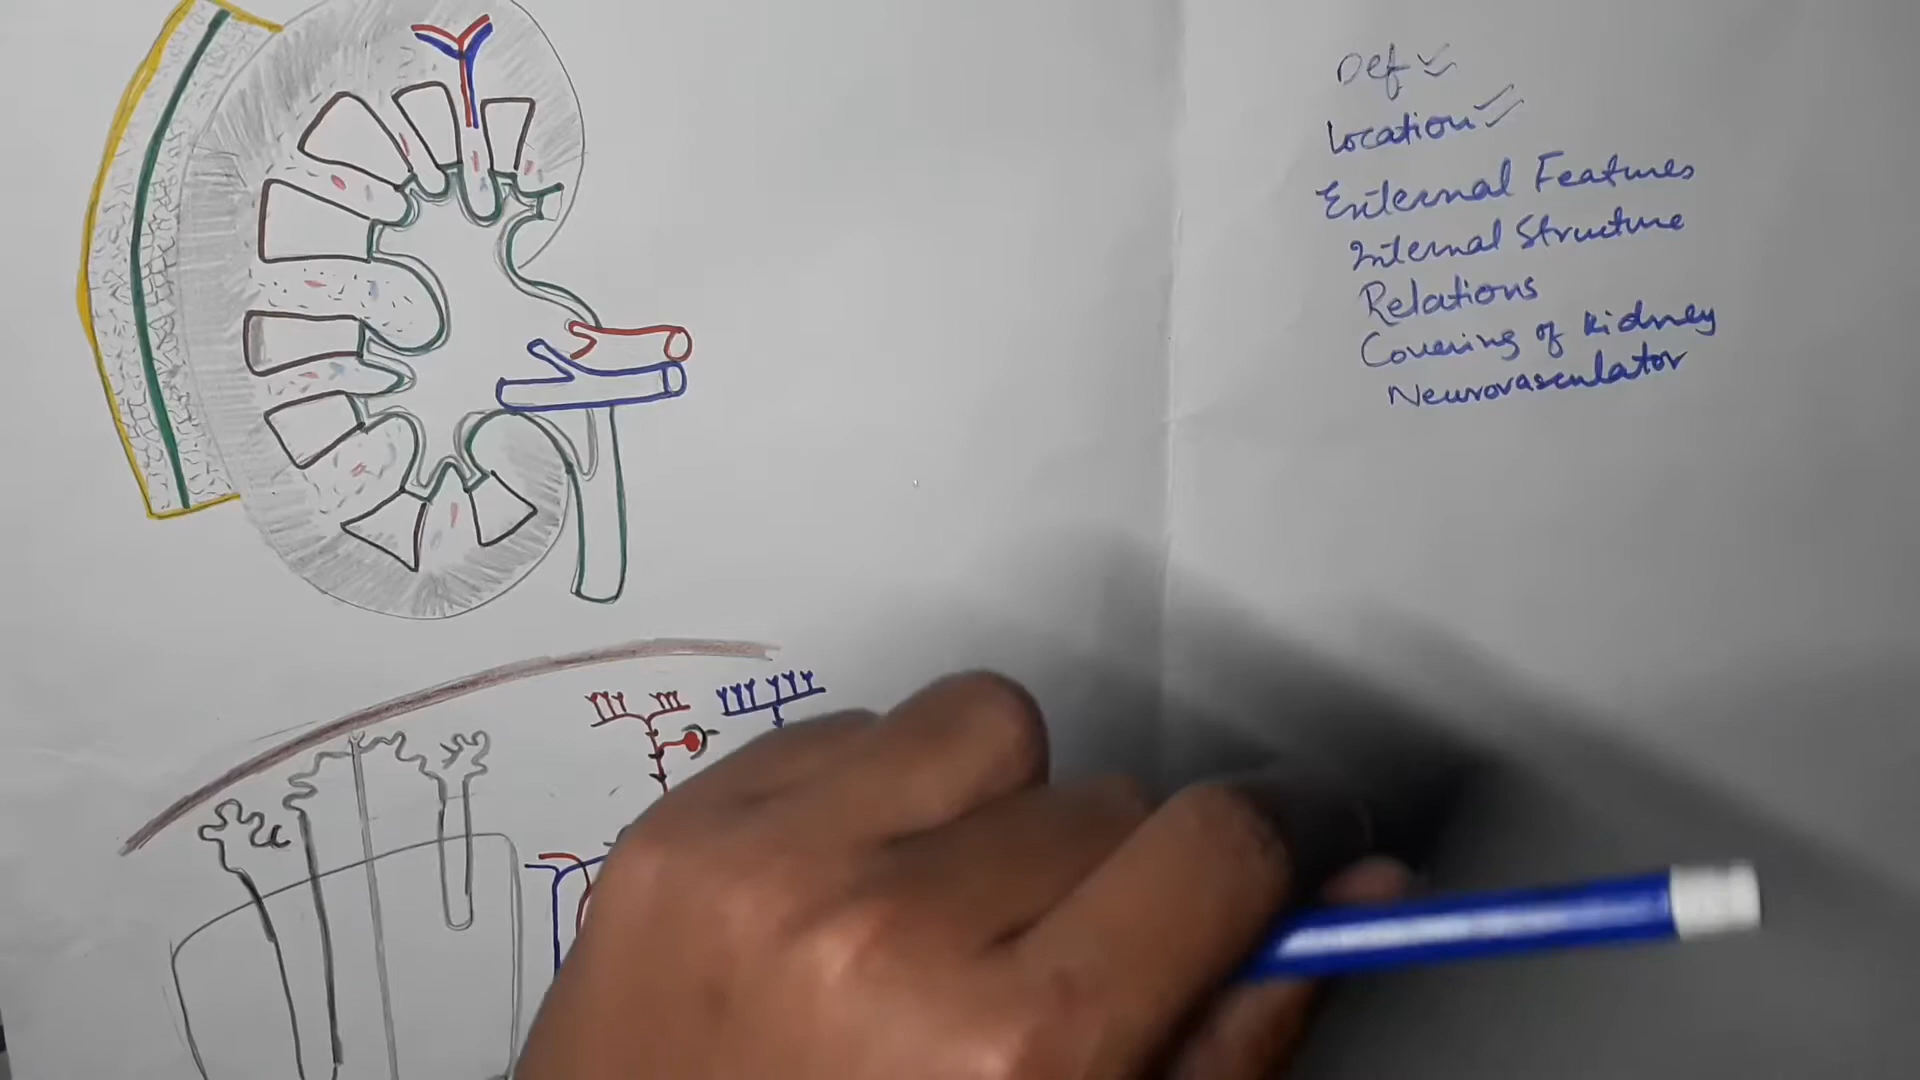 Def
Location
External Features
Internal Structure
Relations
Covering of kidney
Neurovasculator